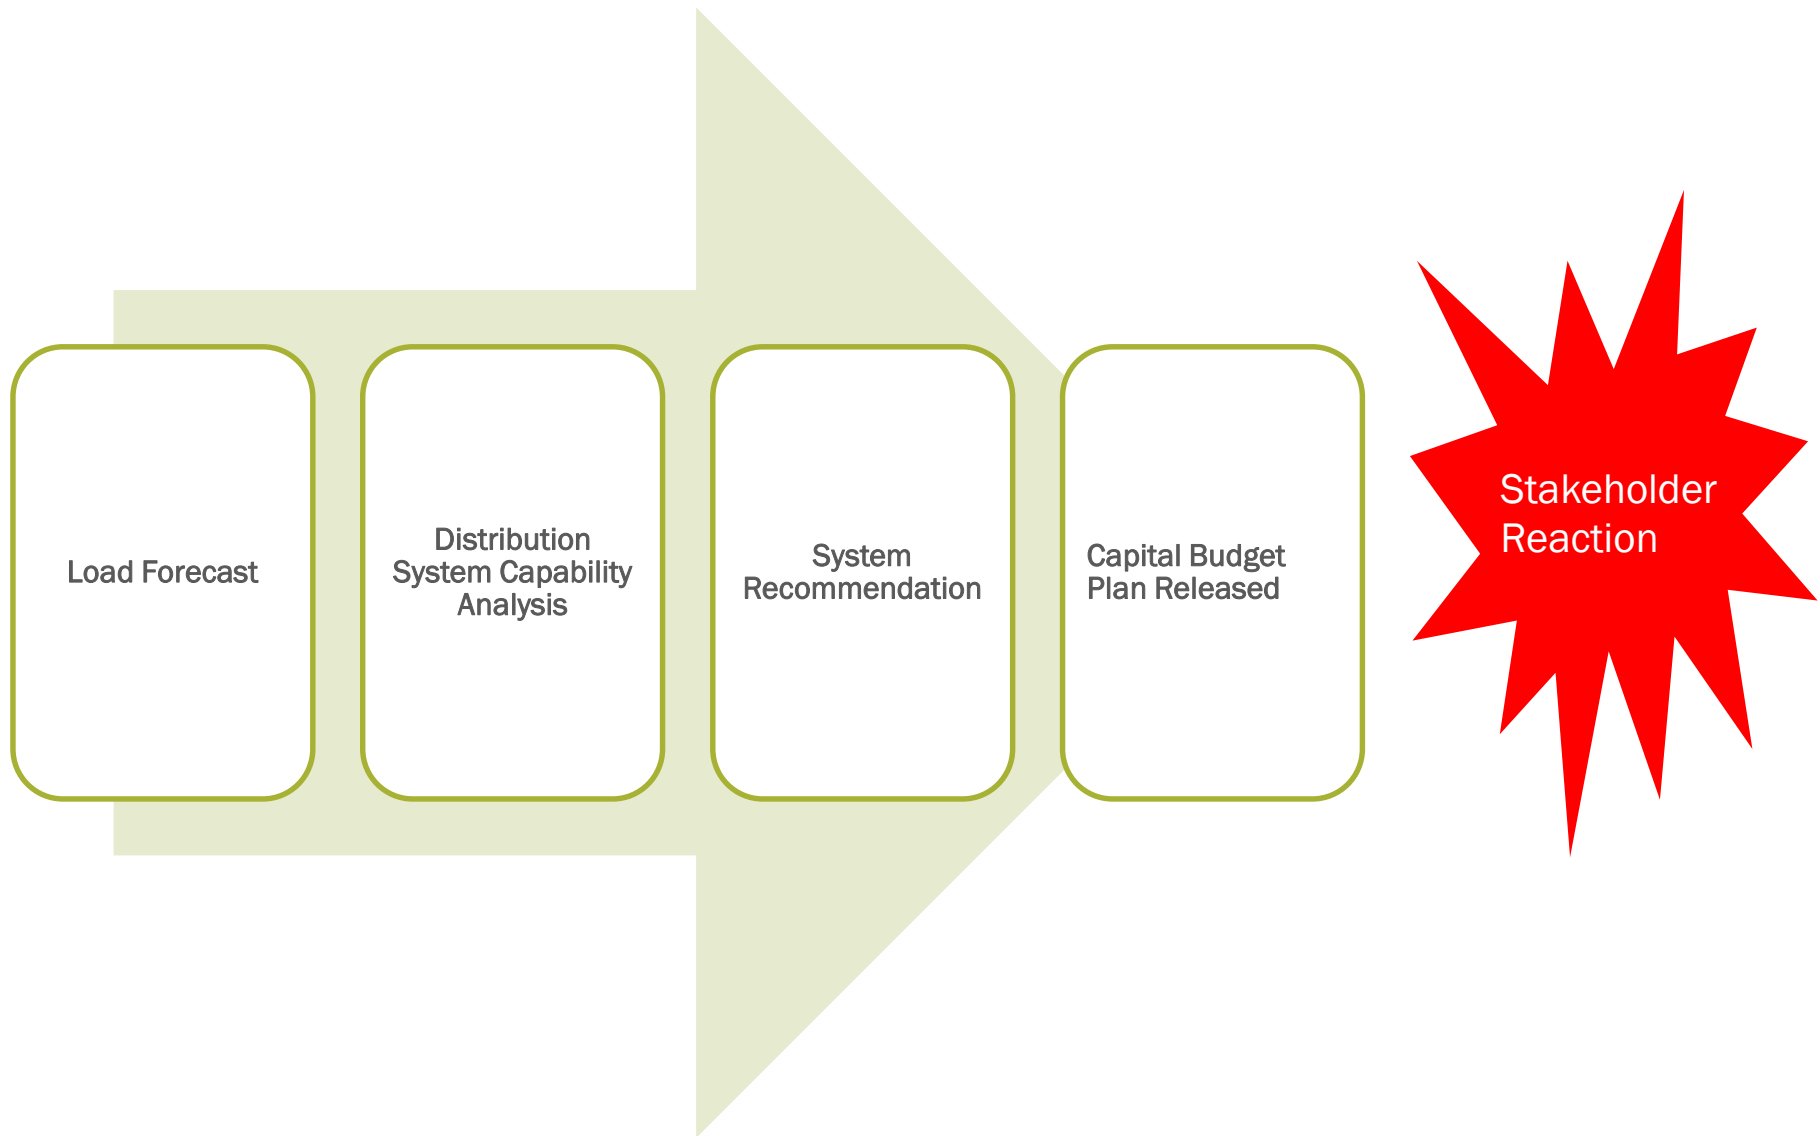 Load Forecast
Distribution
System Capability
Analysis
System
Recommendation
Capital Budget
Plan Released
Stakeholder
Reaction